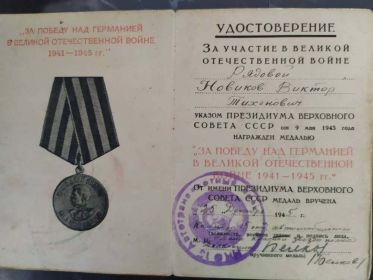 „ЗА ПОБЕДУ НАД ГЕРМАНИЕЙ
В ВЕЛИКОЙ ОТЕЧЕСТВЕННОЙ ВОЙНЕ
1941—1945 гг.“
УДОСТОВЕРЕНИЕ
ЗА УЧАСТИЕ В ВЕЛИКОЙ
ОТЕЧЕСТВЕННОЙ ВОЙНЕ
Рядовой
Новиков Виктор
Тихонович
УКАЗОМ ПРЕЗИДИУМА ВЕРХОВНОГО
СОВЕТА СССР от 9 мая 1945 года
НАГРАЖДЕН МЕДАЛЬЮ
„ЗА ПОБЕДУ НАД ГЕРМАНИЕЙ
В ВЕЛИКОЙ ОТЕЧЕСТВЕННОЙ
ВОЙНЕ 1941—1945 гг.“
От имени ПРЕЗИДИУМА ВЕРХОВНОГО
СОВЕТА СССР МЕДАЛЬ ВРУЧЕНА
1945 г.
М. П.